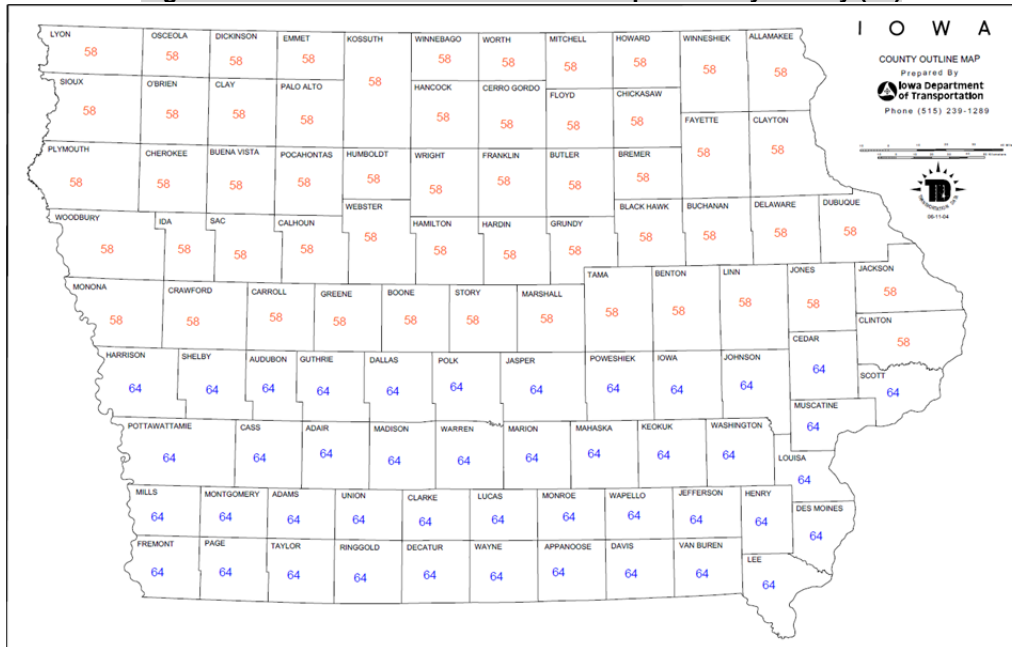 I O W A
COUNTY OUTLINE MAP
Prepared By
Iowa Department
of Transportation
Phone (515) 239-1289
06-11-04
LYON OSCEOLA DICKINSON EMMET KOSSUTH WINNEBAGO WORTH MITCHELL HOWARD WINNESHIEK ALLAMAKEE
58 58 58 58 58 58 58 58 58 58 58
SIOUX O'BRIEN CLAY PALO ALTO HANCOCK CERRO GORDO FLOYD CHICKASAW
58 58 58 58 58 58 58 58
FAYETTE CLAYTON
58 58
PLYMOUTH CHEROKEE BUENA VISTA POCAHONTAS HUMBOLDT WRIGHT FRANKLIN BUTLER BREMER
58 58 58 58 58 58 58 58 58
WOODBURY IDA SAC CALHOUN WEBSTER HAMILTON HARDIN GRUNDY BLACK HAWK BUCHANAN DELAWARE DUBUQUE
58 58 58 58 58 58 58 58 58 58 58 58
MONONA CRAWFORD CARROLL GREENE BOONE STORY MARSHALL TAMA BENTON LINN JONES JACKSON
58 58 58 58 58 58 58 58 58 58 58 58
CLINTON
58
HARRISON SHELBY AUDUBON GUTHRIE DALLAS POLK JASPER POWESHIEK IOWA JOHNSON CEDAR SCOTT
64 64 64 64 64 64 64 64 64 64 64 64
MUSCATINE
64
POTTAWATTAMIE CASS ADAIR MADISON WARREN MARION MAHASKA KEOKUK WASHINGTON LOUISA
64 64 64 64 64 64 64 64 64 64
MILLS MONTGOMERY ADAMS UNION CLARKE LUCAS MONROE WAPELLO JEFFERSON HENRY DES MOINES
64 64 64 64 64 64 64 64 64 64 64
FREMONT PAGE TAYLOR RINGGOLD DECATUR WAYNE APPANOOSE DAVIS VAN BUREN LEE
64 64 64 64 64 64 64 64 64 64